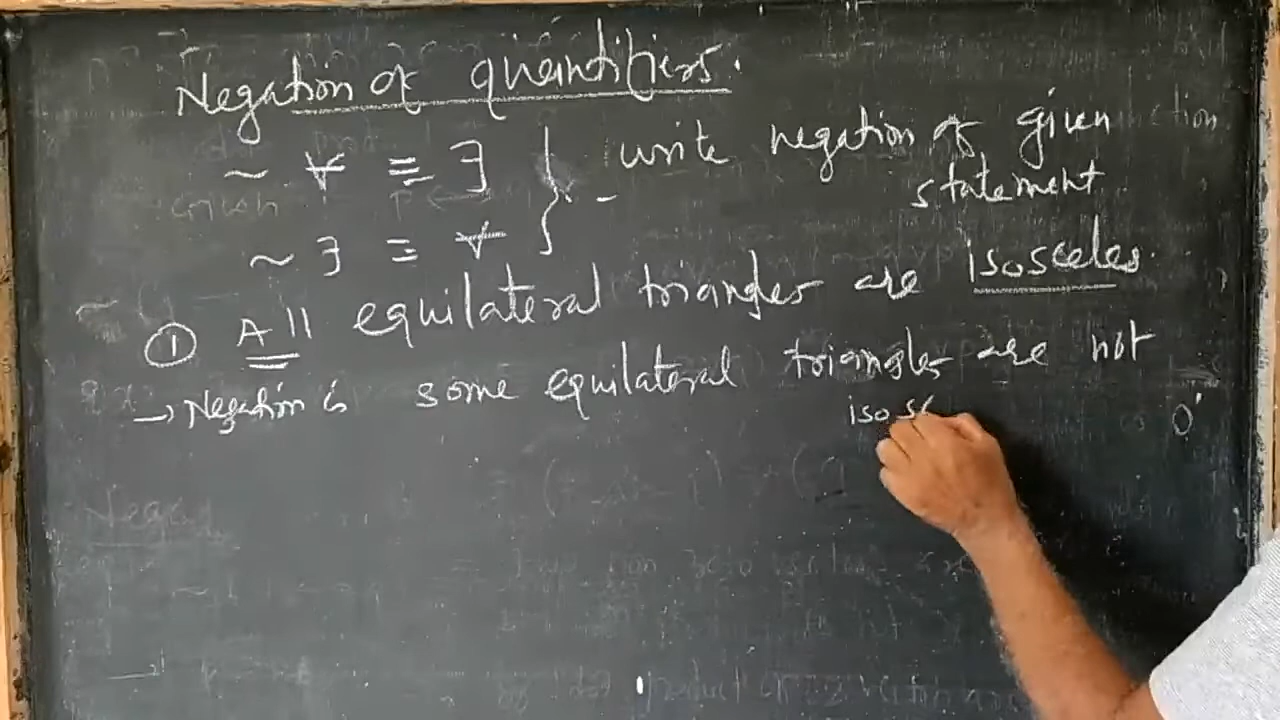 Negation of quantifiers.
~ ∀ ≡ ∃ } - write negation of given
statement
~ ∃ ≡ ∀
① All equilateral triangles are isosceles.
→ Negation is some equilateral triangles are not
isosc